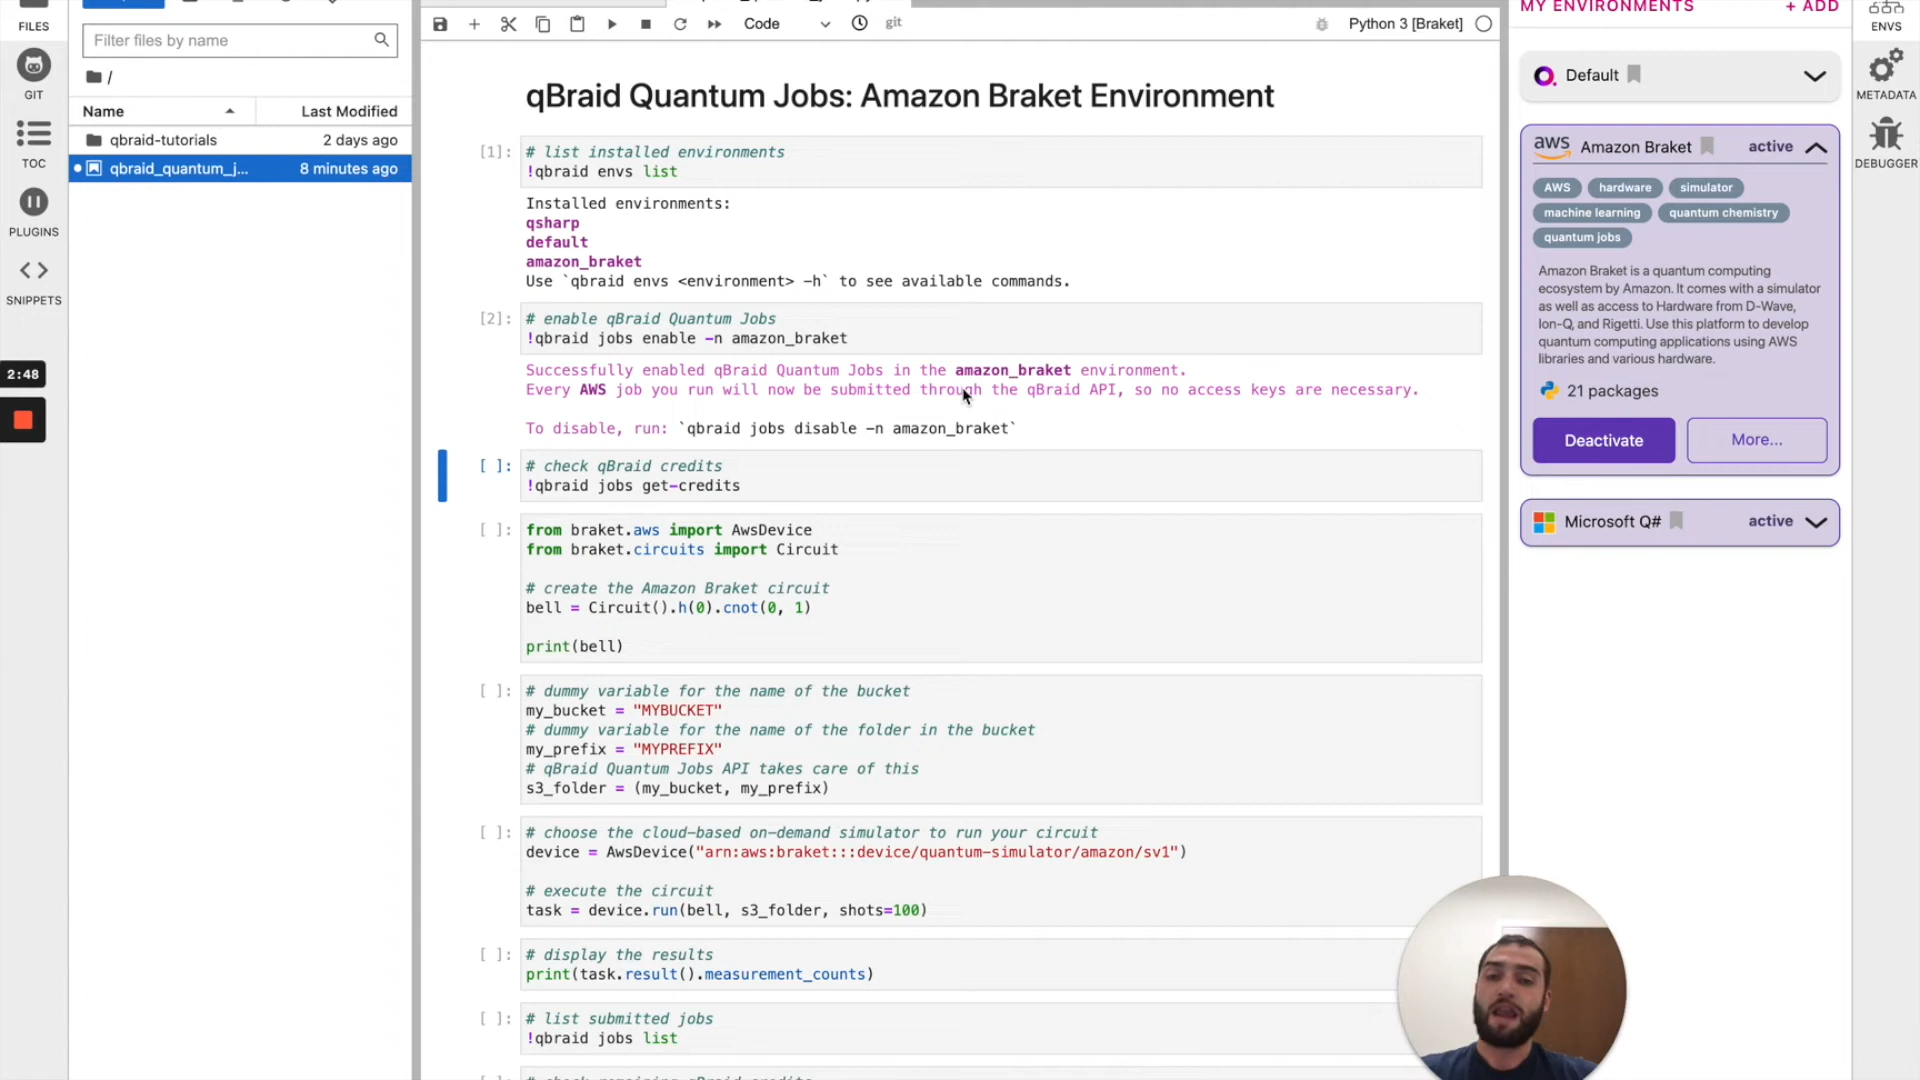 FILES
GIT
TOC
PLUGINS
SNIPPETS
2:48
Filter files by name
/
Name Last Modified
qbraid-tutorials 2 days ago
qbraid_quantum_j... 8 minutes ago
Code
git
Python 3 [Braket]
qBraid Quantum Jobs: Amazon Braket Environment
[1]: # list installed environments
!qbraid envs list
Installed environments:
qsharp
default
amazon_braket
Use `qbraid envs <environment> -h` to see available commands.
[2]: # enable qBraid Quantum Jobs
!qbraid jobs enable -n amazon_braket
Successfully enabled qBraid Quantum Jobs in the amazon_braket environment.
Every AWS job you run will now be submitted through the qBraid API, so no access keys are necessary.
To disable, run: `qbraid jobs disable -n amazon_braket`
[ ]: # check qBraid credits
!qbraid jobs get-credits
[ ]: from braket.aws import AwsDevice
from braket.circuits import Circuit
# create the Amazon Braket circuit
bell = Circuit().h(0).cnot(0, 1)
print(bell)
[ ]: # dummy variable for the name of the bucket
my_bucket = "MYBUCKET"
# dummy variable for the name of the folder in the bucket
my_prefix = "MYPREFIX"
# qBraid Quantum Jobs API takes care of this
s3_folder = (my_bucket, my_prefix)
[ ]: # choose the cloud-based on-demand simulator to run your circuit
device = AwsDevice("arn:aws:braket:::device/quantum-simulator/amazon/sv1")
# execute the circuit
task = device.run(bell, s3_folder, shots=100)
[ ]: # display the results
print(task.result().measurement_counts)
[ ]: # list submitted jobs
!qbraid jobs list
MY ENVIRONMENTS + ADD
Default
aws Amazon Braket active
AWS hardware simulator
machine learning quantum chemistry
quantum jobs
Amazon Braket is a quantum computing
ecosystem by Amazon. It comes with a simulator
as well as access to Hardware from D-Wave,
Ion-Q, and Rigetti. Use this platform to develop
quantum computing applications using AWS
libraries and various hardware.
21 packages
Deactivate More...
Microsoft Q# active
ENVS
METADATA
DEBUGGER